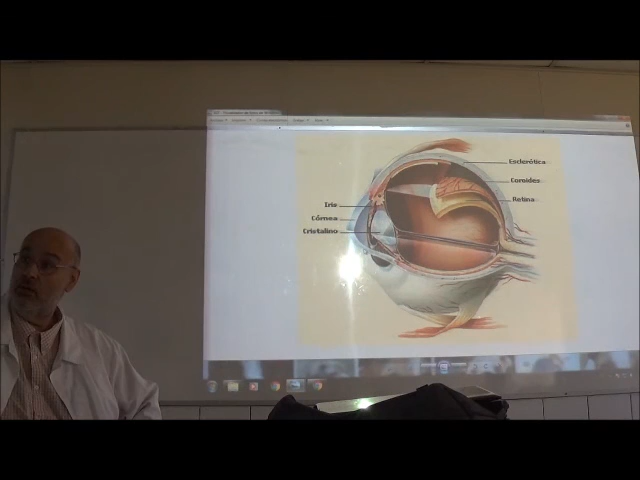 Esclerótica
Coroides
Retina
Iris
Córnea
Cristalino